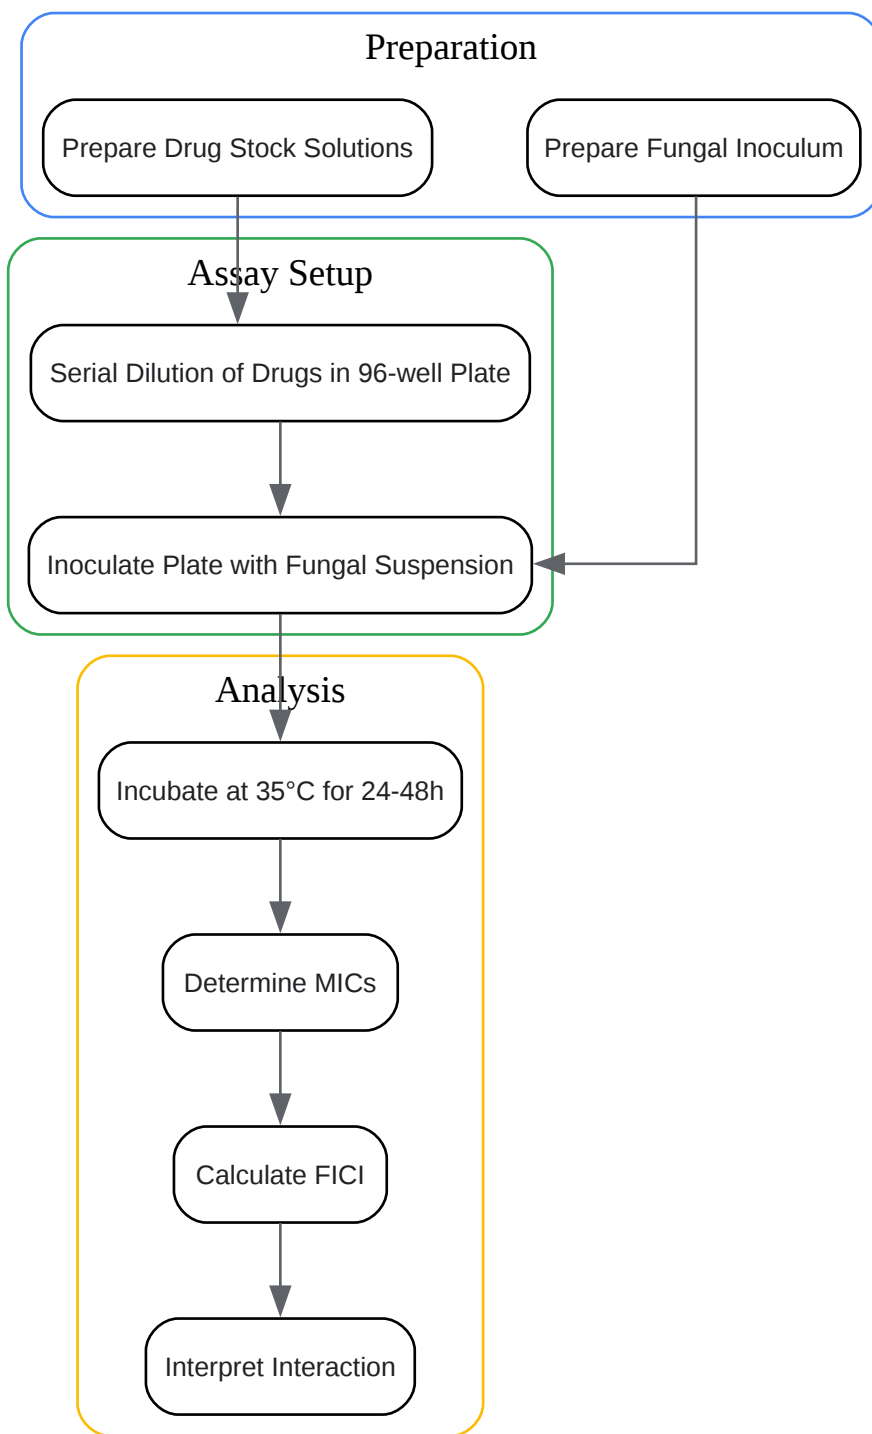 Preparation
Prepare Drug Stock Solutions
Prepare Fungal Inoculum
Assay Setup
Serial Dilution of Drugs in 96-well Plate
Inoculate Plate with Fungal Suspension
Analysis
Incubate at 35°C for 24-48h
Determine MICs
Calculate FICI
Interpret Interaction